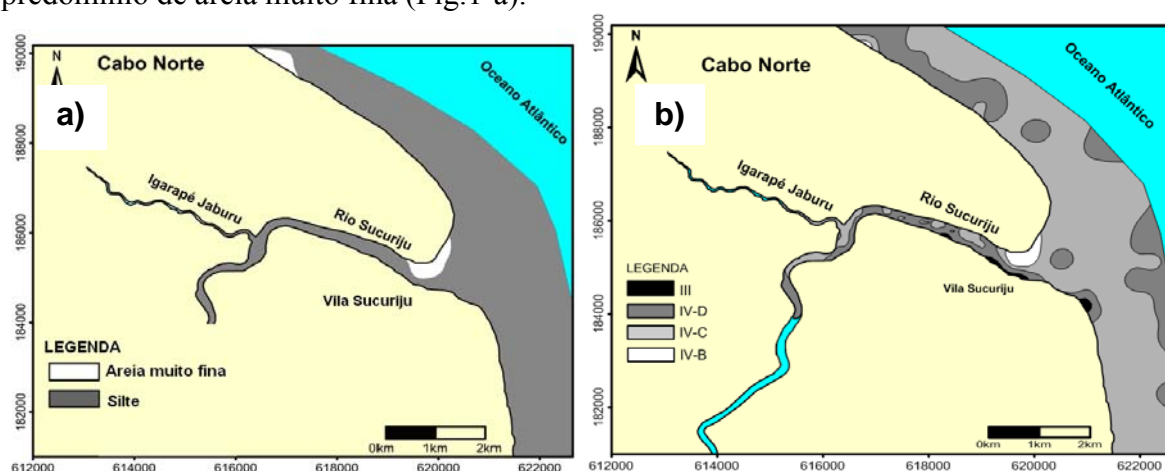 predomínio de areia muito fina (Fig.1-a).
a)
N
Cabo Norte
Oceano Atlântico
Igarapé Jaburu
Rio Sucuriju
Vila Sucuriju
LEGENDA
Areia muito fina
Silte
0km 1km 2km
190000
188000
186000
184000
182000
612000 614000 616000 618000 620000 622000
b)
N
Cabo Norte
Oceano Atlântico
Igarapé Jaburu
Rio Sucuriju
Vila Sucuriju
LEGENDA
III
IV-D
IV-C
IV-B
0km 1km 2km
190000
188000
186000
184000
182000
612000 614000 616000 618000 620000 622000